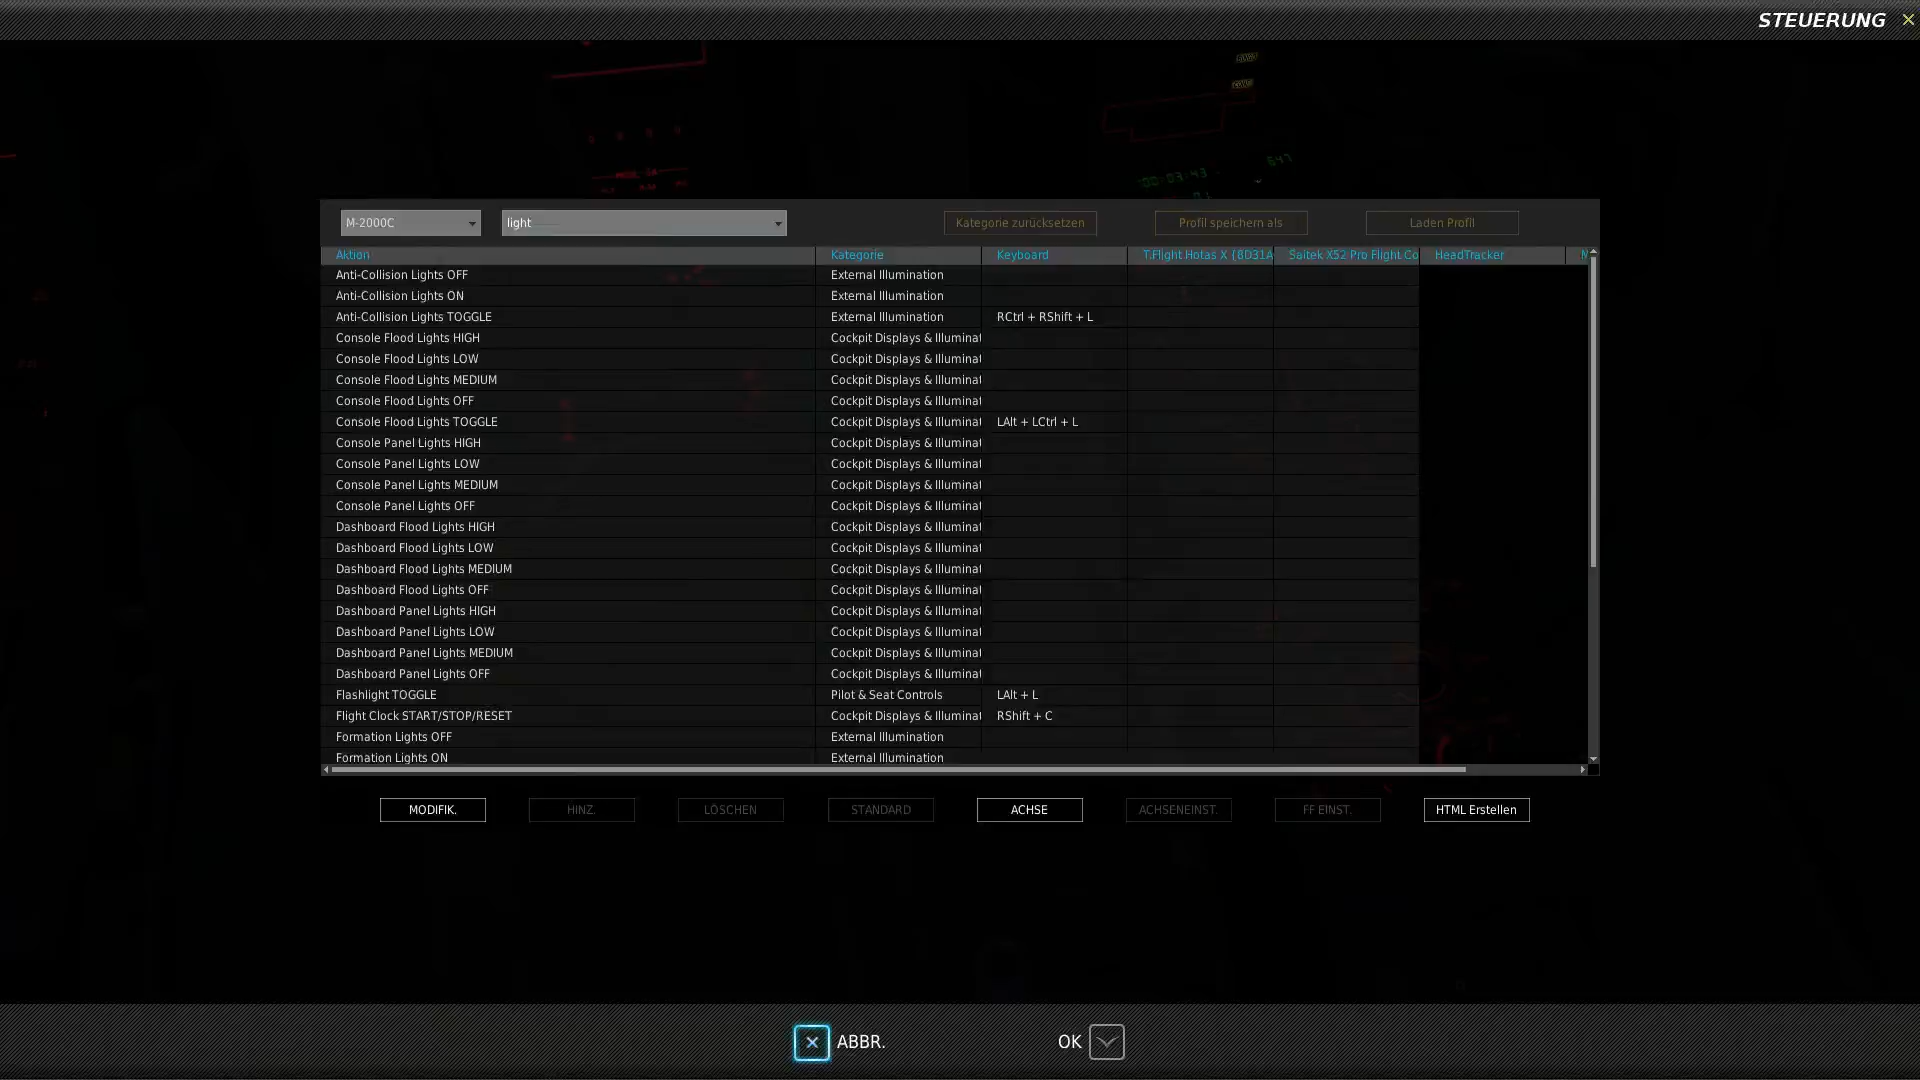 STEUERUNG
M-2000C
light
Kategorie zurücksetzen
Profil speichern als
Laden Profil
Aktion Kategorie Keyboard T.Flight Hotas X {6D31A Saitek X52 Pro Flight Co HeadTracker
Anti-Collision Lights OFF External Illumination
Anti-Collision Lights ON External Illumination
Anti-Collision Lights TOGGLE External Illumination RCtrl + RShift + L
Console Flood Lights HIGH Cockpit Displays & Illuminat
Console Flood Lights LOW Cockpit Displays & Illuminat
Console Flood Lights MEDIUM Cockpit Displays & Illuminat
Console Flood Lights OFF Cockpit Displays & Illuminat
Console Flood Lights TOGGLE Cockpit Displays & Illuminat LAlt + LCtrl + L
Console Panel Lights HIGH Cockpit Displays & Illuminat
Console Panel Lights LOW Cockpit Displays & Illuminat
Console Panel Lights MEDIUM Cockpit Displays & Illuminat
Console Panel Lights OFF Cockpit Displays & Illuminat
Dashboard Flood Lights HIGH Cockpit Displays & Illuminat
Dashboard Flood Lights LOW Cockpit Displays & Illuminat
Dashboard Flood Lights MEDIUM Cockpit Displays & Illuminat
Dashboard Flood Lights OFF Cockpit Displays & Illuminat
Dashboard Panel Lights HIGH Cockpit Displays & Illuminat
Dashboard Panel Lights LOW Cockpit Displays & Illuminat
Dashboard Panel Lights MEDIUM Cockpit Displays & Illuminat
Dashboard Panel Lights OFF Cockpit Displays & Illuminat
Flashlight TOGGLE Pilot & Seat Controls LAlt + L
Flight Clock START/STOP/RESET Cockpit Displays & Illuminat RShift + C
Formation Lights OFF External Illumination
Formation Lights ON External Illumination
MODIFIK. HINZ. LÖSCHEN STANDARD ACHSE ACHSENEINST. FF EINST. HTML Erstellen
ABBR. OK